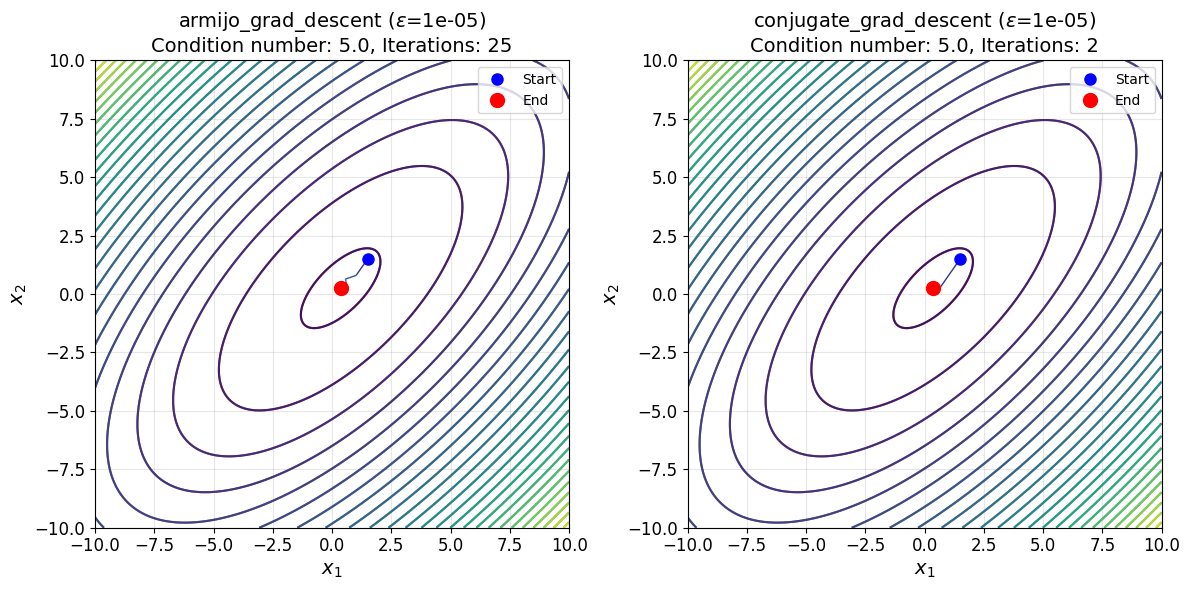 armijo_grad_descent (ε=1e-05)
Condition number: 5.0, Iterations: 25
Start
End
10.0
7.5
5.0
2.5
0.0
−2.5
−5.0
−7.5
−10.0
x₂
−10.0 −7.5 −5.0 −2.5 0.0 2.5 5.0 7.5 10.0
x₁
conjugate_grad_descent (ε=1e-05)
Condition number: 5.0, Iterations: 2
Start
End
10.0
7.5
5.0
2.5
0.0
−2.5
−5.0
−7.5
−10.0
x₂
−10.0 −7.5 −5.0 −2.5 0.0 2.5 5.0 7.5 10.0
x₁